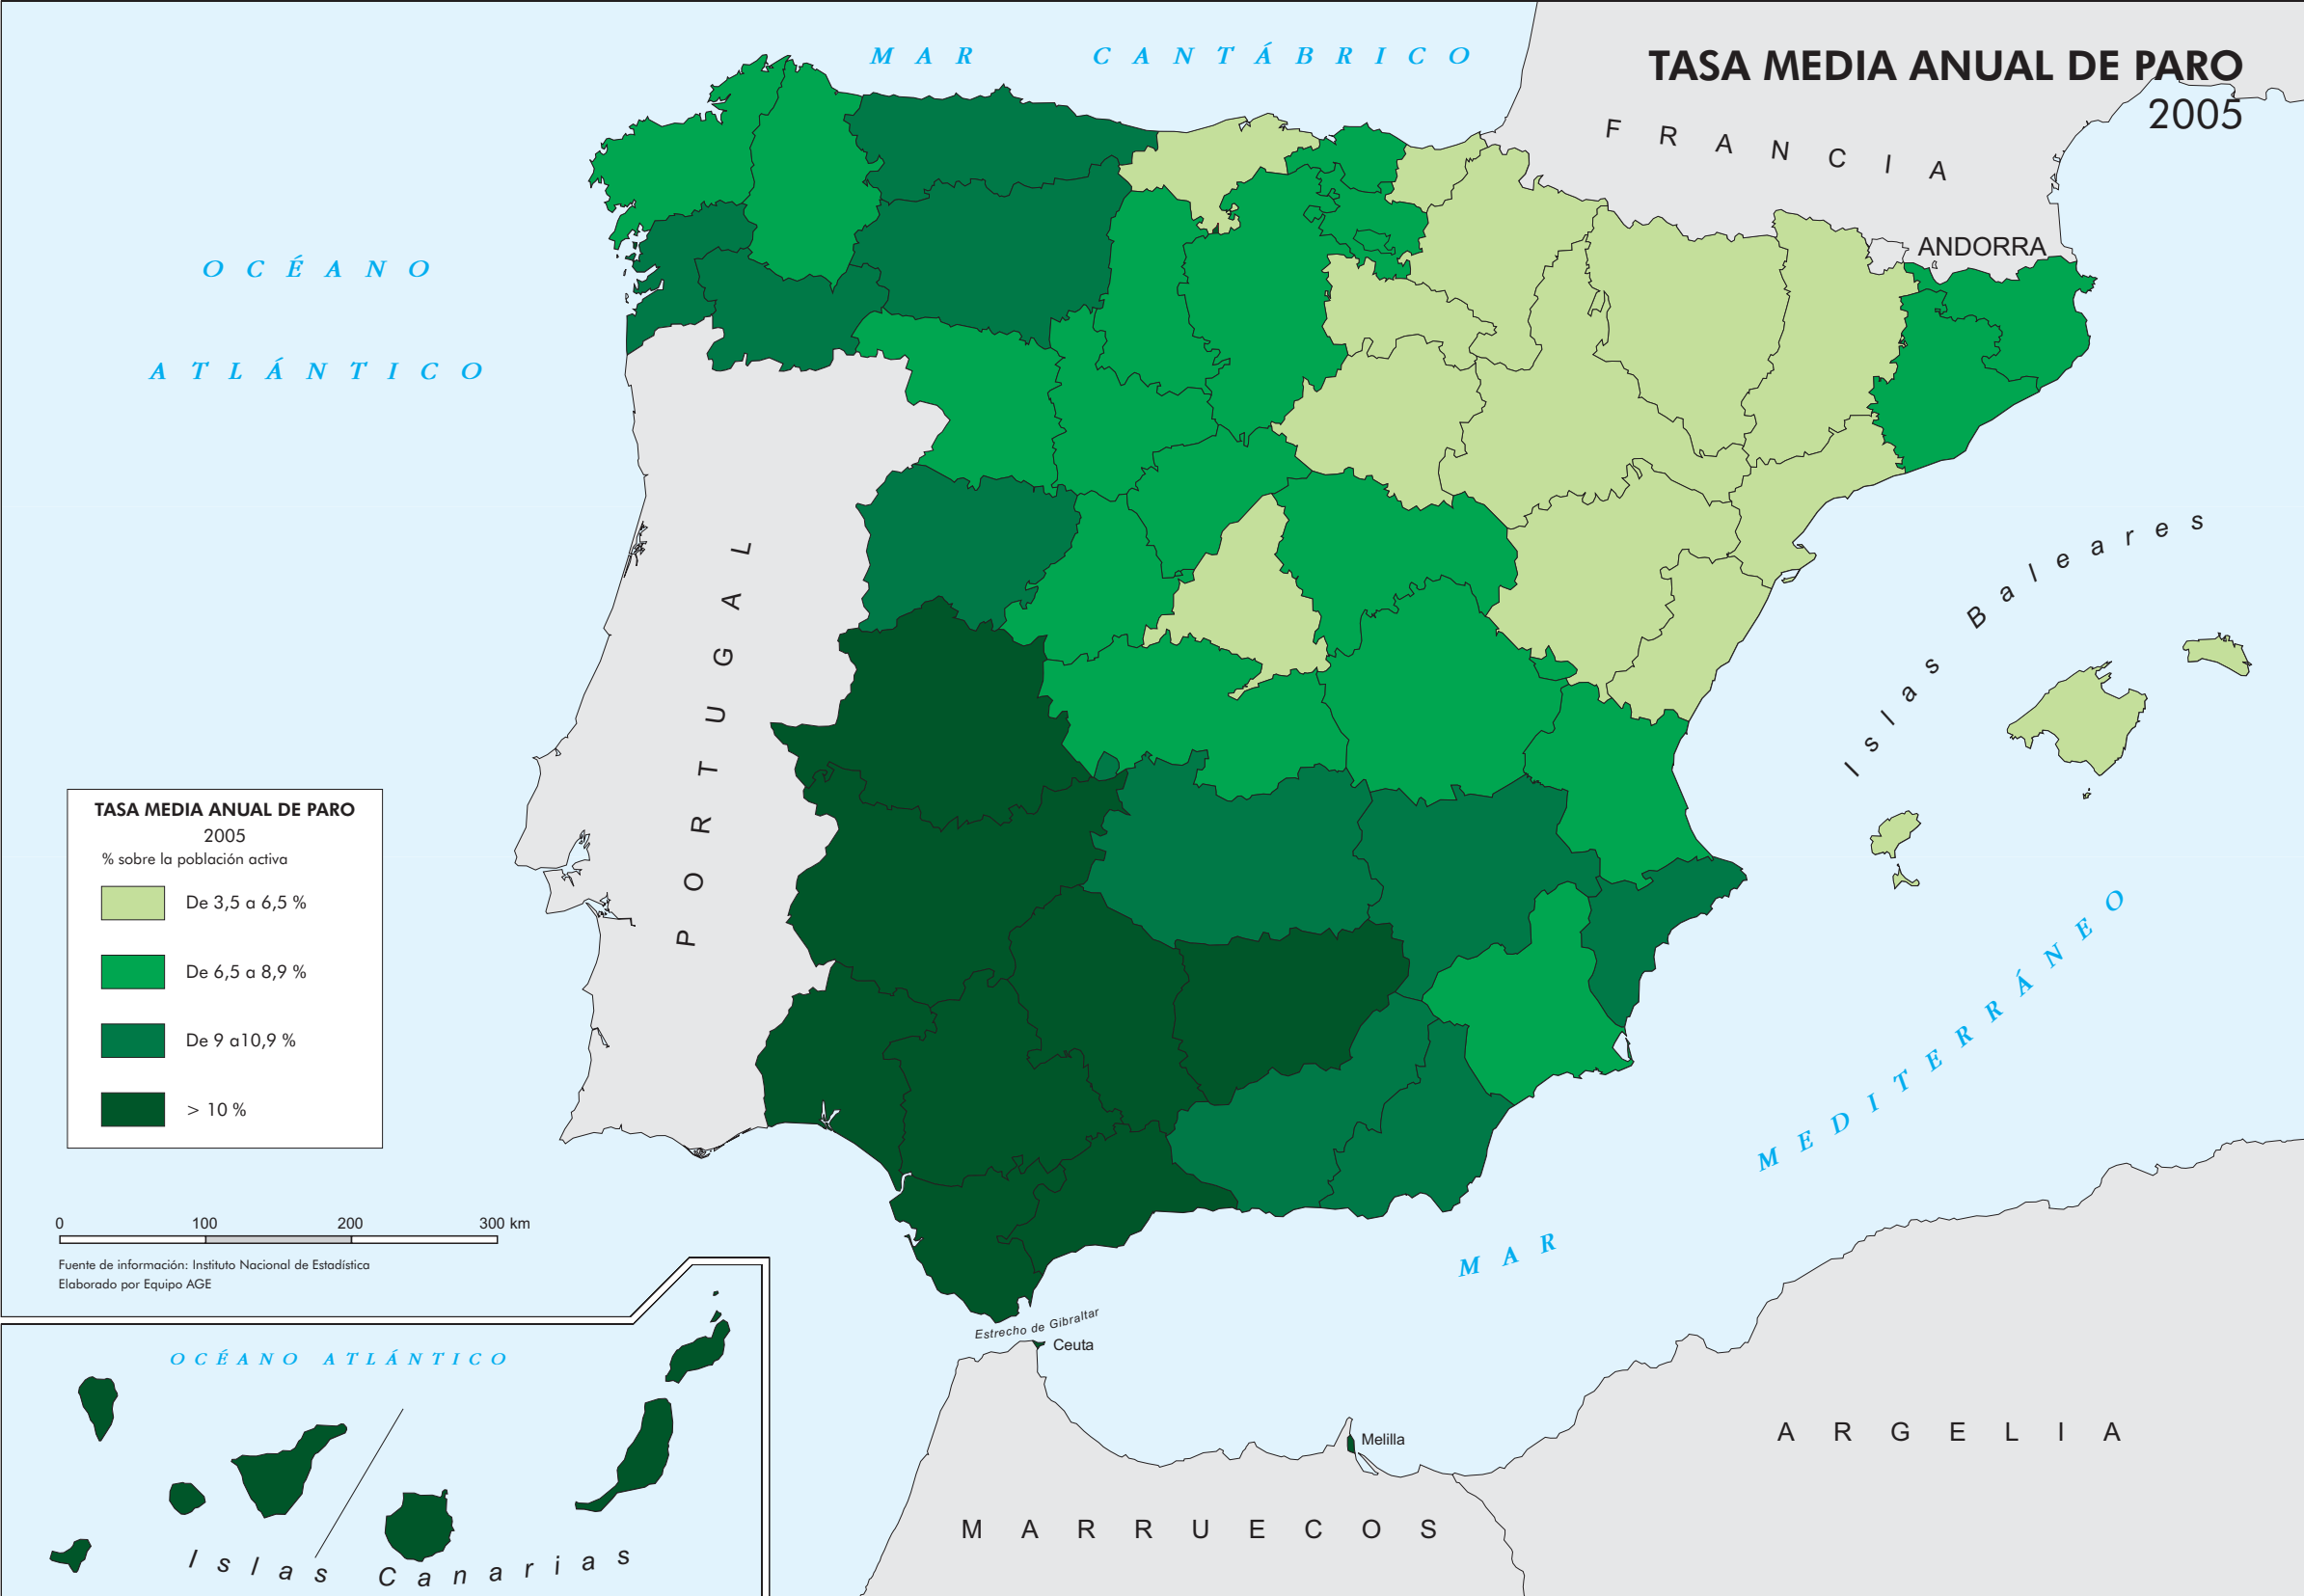 TASA MEDIA ANUAL DE PARO
2005
MAR CANTÁBRICO
FRANCIA
ANDORRA
OCÉANO
ATLÁNTICO
PORTUGAL
Islas Baleares
MAR MEDITERRÁNEO
TASA MEDIA ANUAL DE PARO
2005
% sobre la población activa
De 3,5 a 6,5 %
De 6,5 a 8,9 %
De 9 a10,9 %
> 10 %
0 100 200 300 km
Fuente de información: Instituto Nacional de Estadística
Elaborado por Equipo AGE
Estrecho de Gibraltar
Ceuta
Melilla
OCÉANO ATLÁNTICO
Islas Canarias
MARRUECOS
ARGELIA